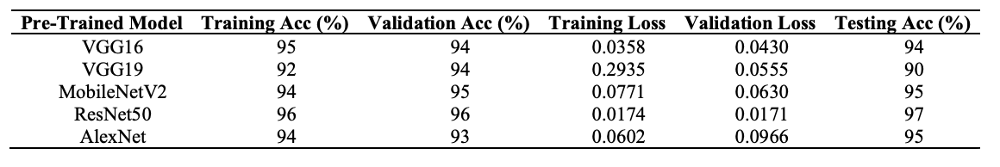 Pre-Trained Model Training Acc (%) Validation Acc (%) Training Loss Validation Loss Testing Acc (%)
VGG16 95 94 0.0358 0.0430 94
VGG19 92 94 0.2935 0.0555 90
MobileNetV2 94 95 0.0771 0.0630 95
ResNet50 96 96 0.0174 0.0171 97
AlexNet 94 93 0.0602 0.0966 95